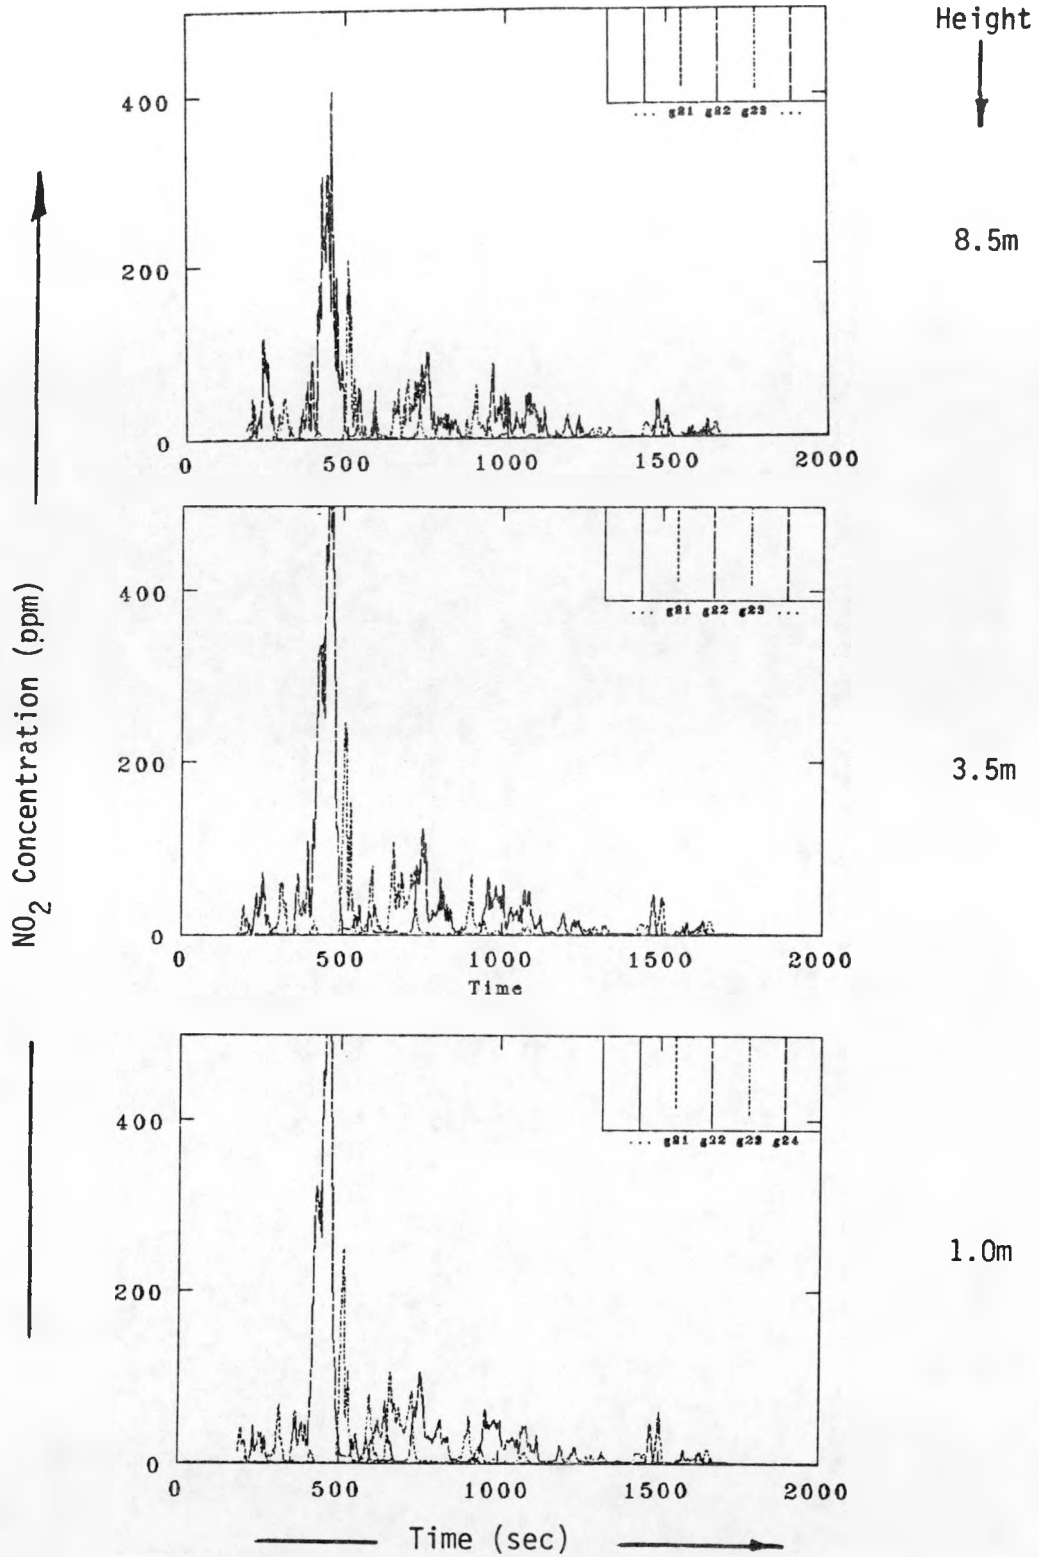 Height
400
200
0
0 500 1000 1500 2000
... g21 g22 g23 ...
8.5m
400
200
0
0 500 1000 1500 2000
Time
... g21 g22 g23 ...
3.5m
NO2 Concentration (ppm)
400
200
0
0 500 1000 1500 2000
... g21 g22 g23 g24
1.0m
Time (sec)